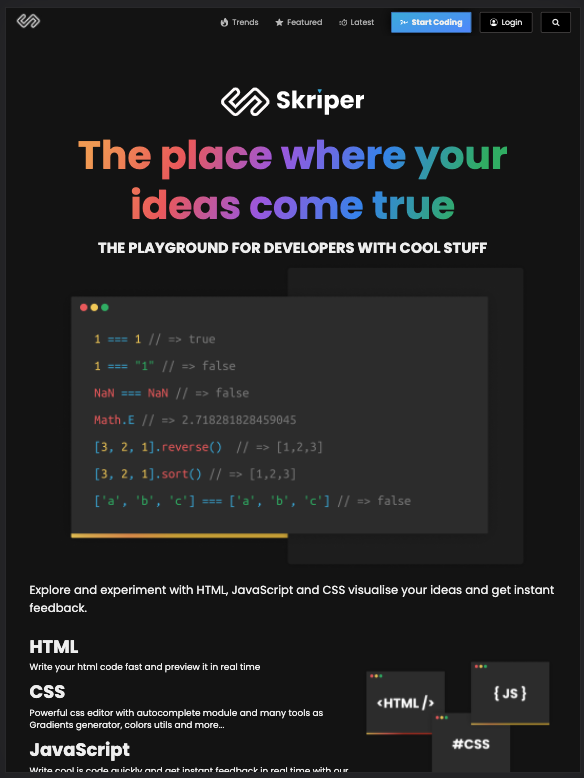 Trends
Featured
Latest
Start Coding
Login
Skriper
The place where your
ideas come true
THE PLAYGROUND FOR DEVELOPERS WITH COOL STUFF
1 === 1 // => true
1 === "1" // => false
NaN === NaN // => false
Math.E // => 2.718281828459045
[3, 2, 1].reverse() // => [1,2,3]
[3, 2, 1].sort() // => [1,2,3]
['a', 'b', 'c'] === ['a', 'b', 'c'] // => false
Explore and experiment with HTML, JavaScript and CSS visualise your ideas and get instant
feedback.
HTML
Write your html code fast and preview it in real time
CSS
Powerful css editor with autocomplete module and many tools as
Gradients generator, colors utils and more...
JavaScript
Write cool js code quickly and get instant feedback in real time with our
<HTML />
{ JS }
#CSS